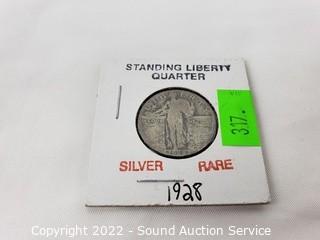 STANDING LIBERTY
QUARTER
317.
SILVER RARE
1928
Copyright 2022 - Sound Auction Service